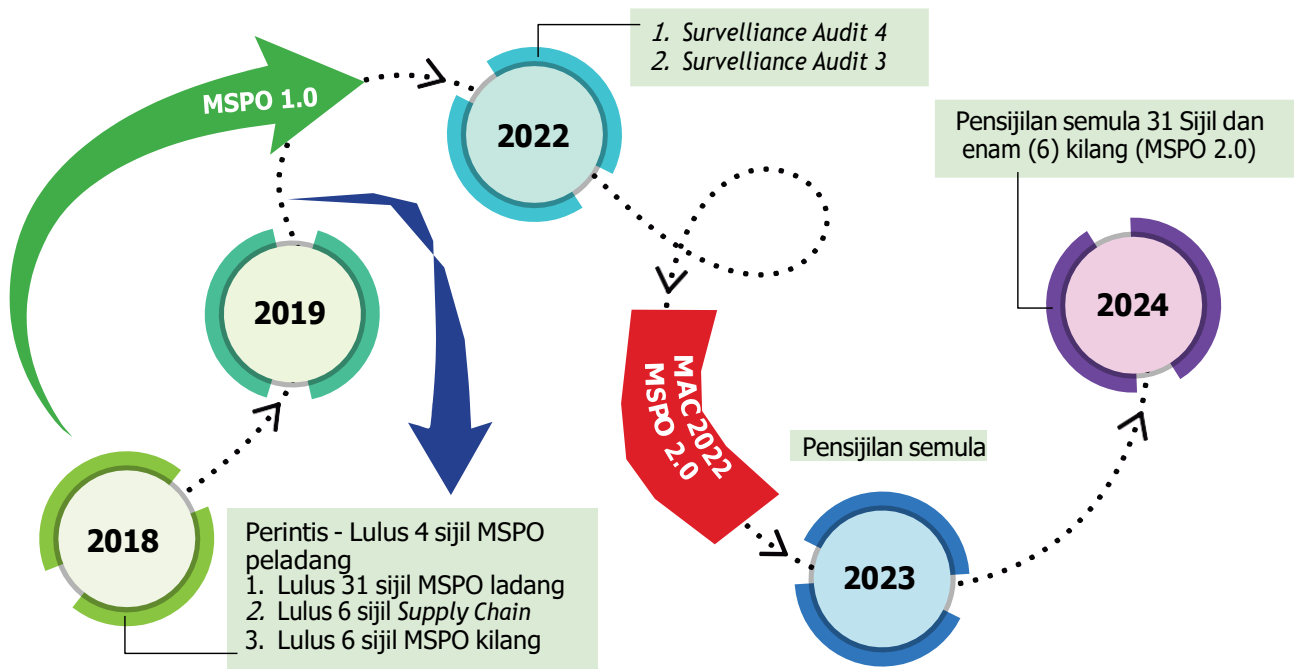 1. Survelliance Audit 4
2. Survelliance Audit 3
MSPO 1.0
2022
Pensijilan semula 31 Sijil dan
enam (6) kilang (MSPO 2.0)
2019
2024
MAC2022
MSPO 2.0
Pensijilan semula
2018
Perintis - Lulus 4 sijil MSPO
peladang
1. Lulus 31 sijil MSPO ladang
2. Lulus 6 sijil Supply Chain
3. Lulus 6 sijil MSPO kilang
2023